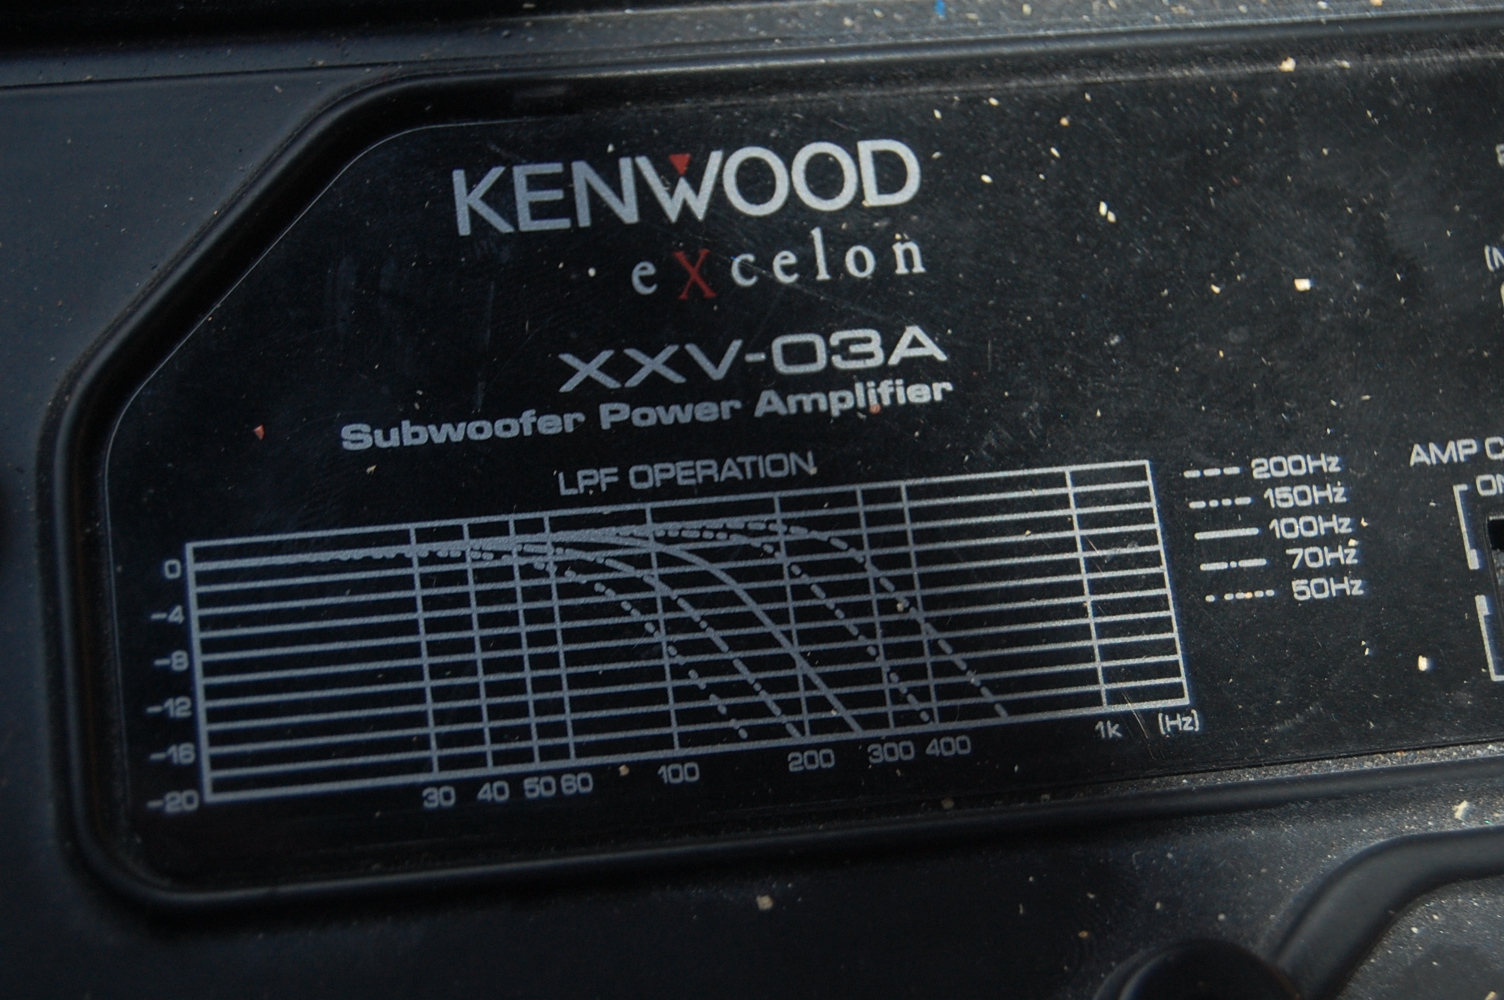 KENWOOD
eXcelon
XXV-03A
Subwoofer Power Amplifier
LPF OPERATION
0
-4
-8
-12
-16
-20
30 40 50 60 100 200 300 400 1k (Hz)
200Hz
150Hz
100Hz
70Hz
50Hz
AMP